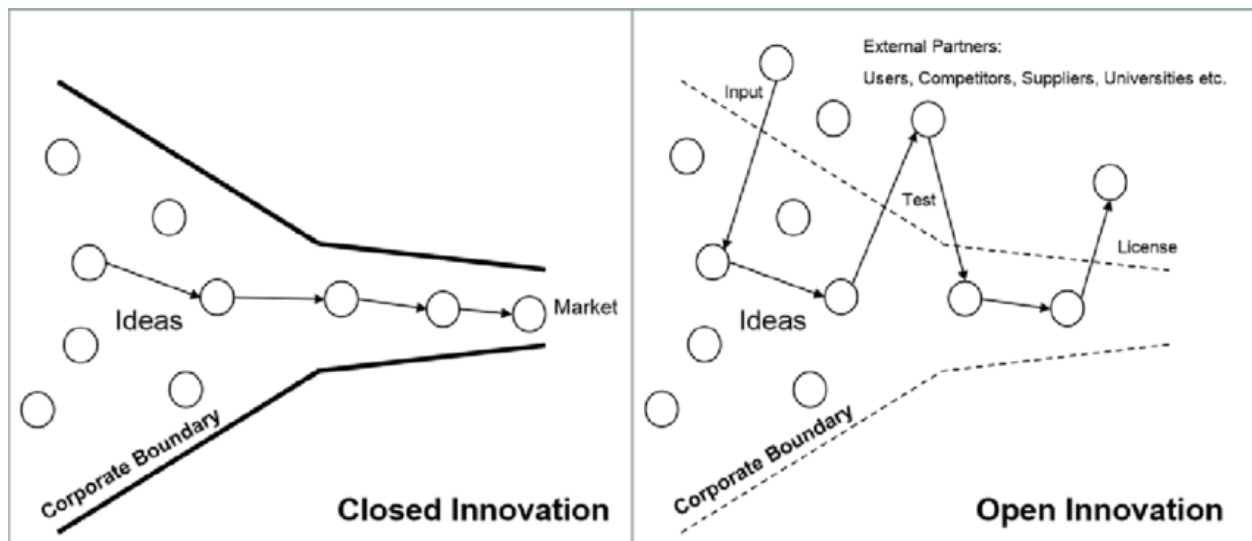 Ideas
Market
Corporate Boundary
Closed Innovation
External Partners:
Users, Competitors, Suppliers, Universities etc.
Input
Test
License
Ideas
Corporate Boundary
Open Innovation